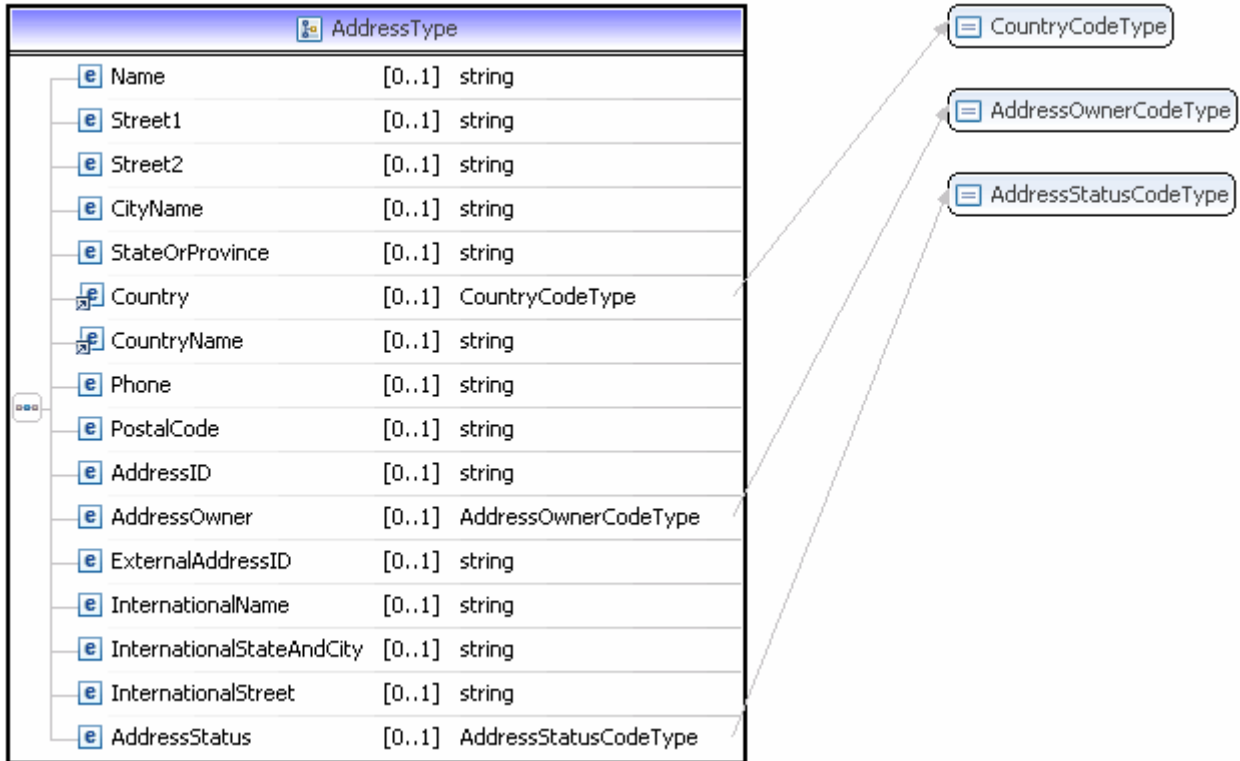 AddressType
e Name [0..1] string
e Street1 [0..1] string
e Street2 [0..1] string
e CityName [0..1] string
e StateOrProvince [0..1] string
e Country [0..1] CountryCodeType
e CountryName [0..1] string
e Phone [0..1] string
e PostalCode [0..1] string
e AddressID [0..1] string
e AddressOwner [0..1] AddressOwnerCodeType
e ExternalAddressID [0..1] string
e InternationalName [0..1] string
e InternationalStateAndCity [0..1] string
e InternationalStreet [0..1] string
e AddressStatus [0..1] AddressStatusCodeType
CountryCodeType
AddressOwnerCodeType
AddressStatusCodeType